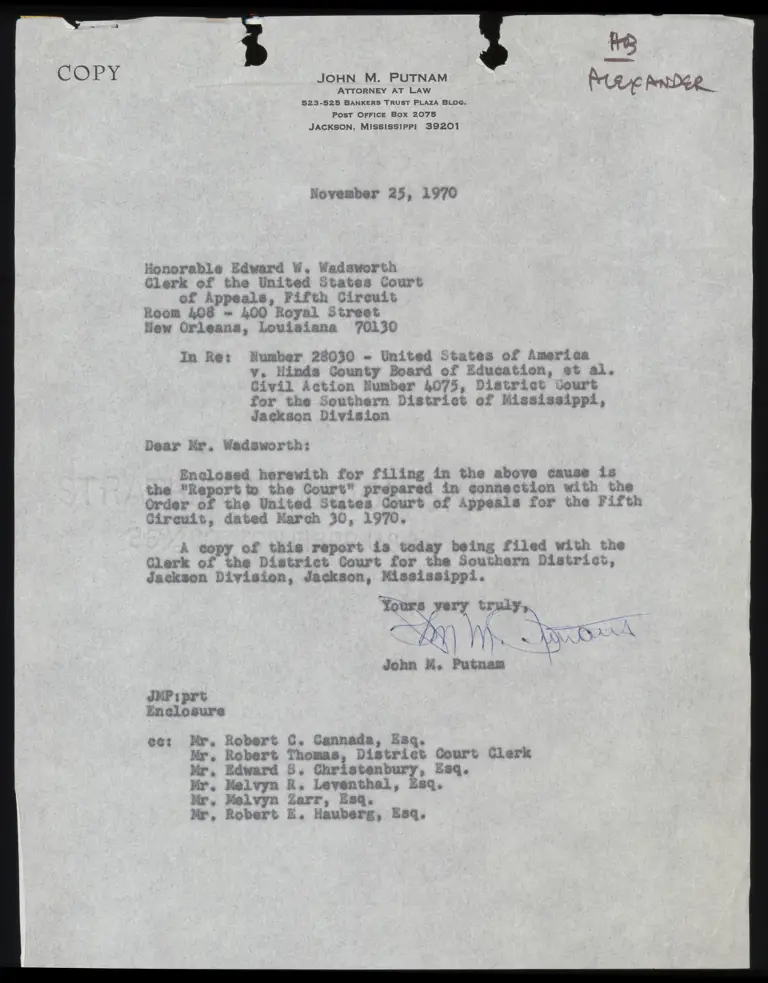 COPY
HB
ALEXANDER
JOHN M. PUTNAM
ATTORNEY AT LAW
523-525 BANKERS TRUST PLAZA BLDG.
POST OFFICE BOX 2075
JACKSON, MISSISSIPPI 39201
November 25, 1970
Honorable Edward W. Wadsworth
Clerk of the United States Court
of Appeals, Fifth Circuit
Room 408 - 400 Royal Street
New Orleans, Louisiana 70130
In Re: Number 28030 - United States of America
v. Hinds County Board of Education, et al.
Civil Action Number 4075, District Court
for the Southern District of Mississippi,
Jackson Division
Dear Mr. Wadsworth:
Enclosed herewith for filing in the above cause is
the "Report to the Court" prepared in connection with the
Order of the United States Court of Appeals for the Fifth
Circuit, dated March 30, 1970.
A copy of this report is today being filed with the
Clerk of the District Court for the Southern District,
Jackson Division, Jackson, Mississippi.
Yours very truly,
John M. Putnam
John M. Putnam
JMP:prt
Enclosure
cc: Mr. Robert C. Cannada, Esq.
Mr. Robert Thomas, District Court Clerk
Mr. Edward S. Christenbury, Esq.
Mr. Melvyn R. Leventhal, Esq.
Mr. Melvyn Zarr, Esq.
Mr. Robert E. Hauberg, Esq.